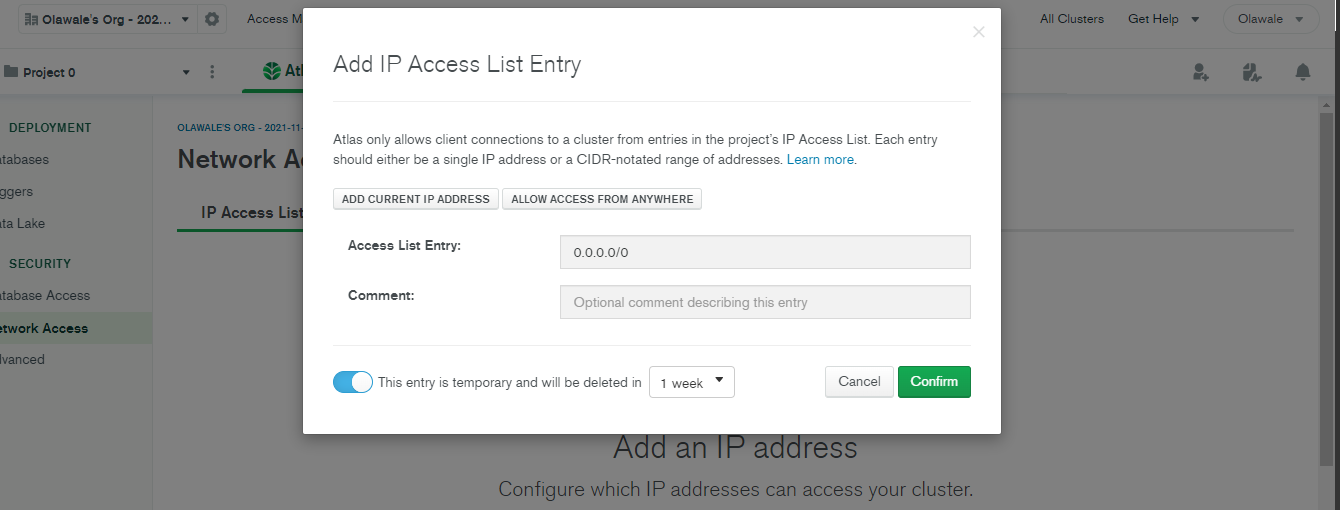 Olawale's Org - 202...
Access M
All Clusters
Get Help
Olawale
Project 0
Atl
DEPLOYMENT
atabases
ggers
ata Lake
SECURITY
atabase Access
etwork Access
dvanced
OLAWALE'S ORG - 2021-11-
Network A
IP Access List
Add IP Access List Entry
Atlas only allows client connections to a cluster from entries in the project's IP Access List. Each entry
should either be a single IP address or a CIDR-notated range of addresses. Learn more.
ADD CURRENT IP ADDRESS
ALLOW ACCESS FROM ANYWHERE
Access List Entry:
0.0.0.0/0
Comment:
Optional comment describing this entry
This entry is temporary and will be deleted in
1 week
Cancel
Confirm
Add an IP address
Configure which IP addresses can access your cluster.